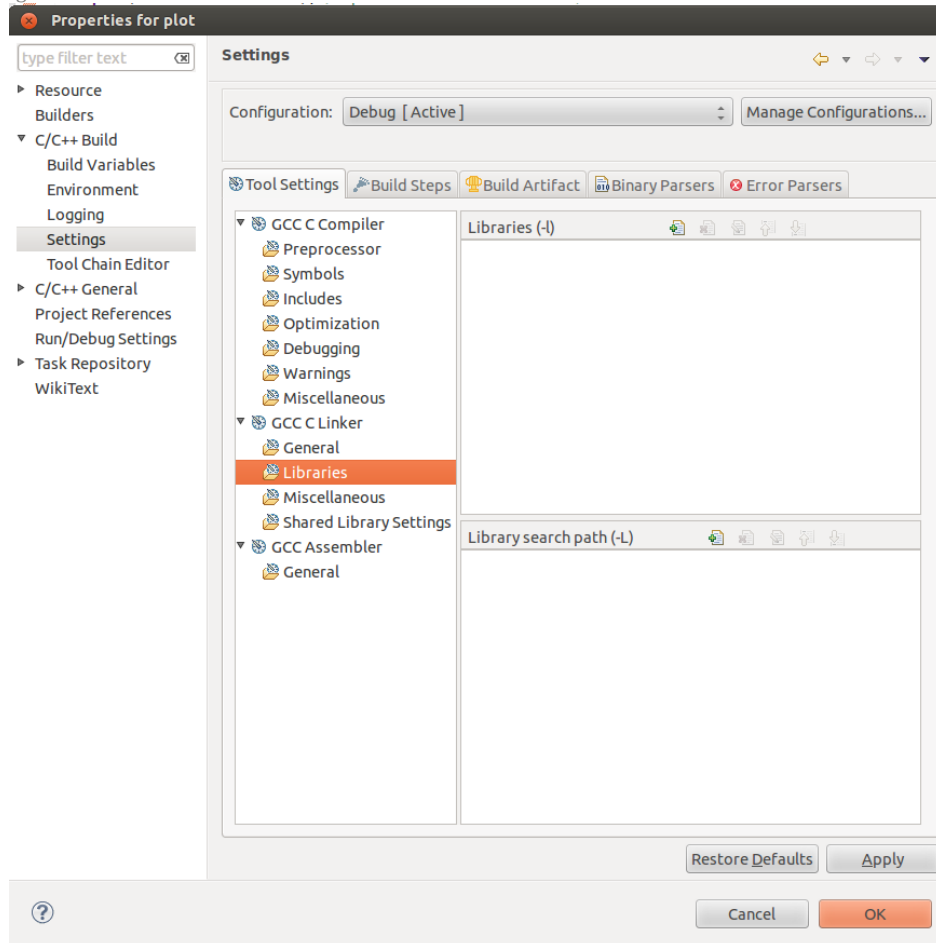 Properties for plot
type filter text
Resource
Builders
C/C++ Build
Build Variables
Environment
Logging
Settings
Tool Chain Editor
C/C++ General
Project References
Run/Debug Settings
Task Repository
WikiText
Settings
Configuration: Debug [ Active ]
Manage Configurations...
Tool Settings
Build Steps
Build Artifact
Binary Parsers
Error Parsers
GCC C Compiler
Preprocessor
Symbols
Includes
Optimization
Debugging
Warnings
Miscellaneous
GCC C Linker
General
Libraries
Miscellaneous
Shared Library Settings
GCC Assembler
General
Libraries (-l)
Library search path (-L)
Restore Defaults
Apply
Cancel
OK